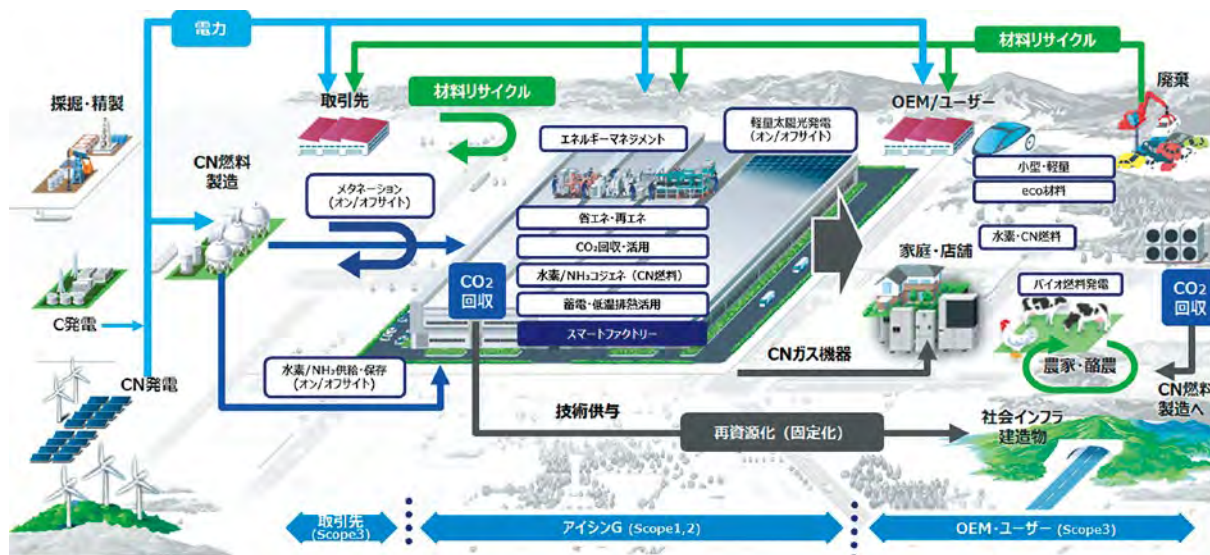 電力
材料リサイクル
採掘・精製
取引先
材料リサイクル
OEM/ユーザー
廃棄
軽量太陽光発電
(オン/オフサイト)
エネルギーマネジメント
CN燃料
製造
メタネーション
(オン/オフサイト)
小型・軽量
eco材料
省エネ・再エネ
水素・CN燃料
CO₂回収・活用
家庭・店舗
CO₂
回収
水素/NH₃コジェネ(CN燃料)
バイオ燃料発電
CO₂
回収
蓄電・低温排熱活用
C発電
スマートファクトリー
農家・酪農
CNガス機器
CN発電
水素/NH₃供給・保存
(オン/オフサイト)
CN燃料
製造へ
技術供与
再資源化(固定化)
社会インフラ
建造物
取引先
(Scope3)
アイシンG (Scope1,2)
OEM・ユーザー (Scope3)